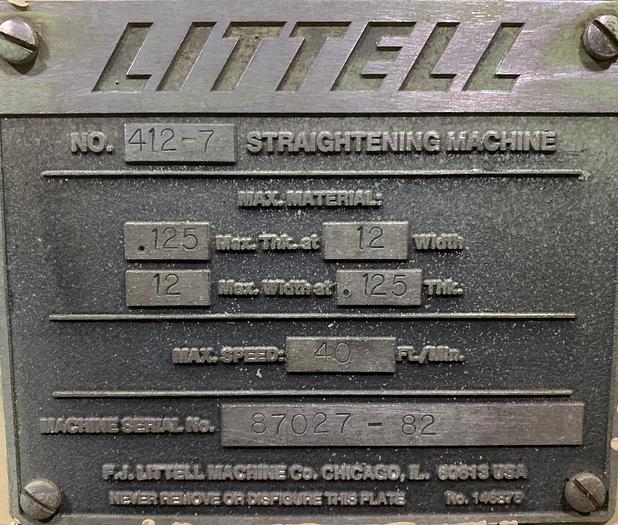 LITTELL
NO. 412-7 STRAIGHTENING MACHINE
MAX. MATERIAL:
.125 Max. Thk. at 12 Width
12 Max. Width at .125 Thk.
MAX. SPEED: 40 Ft./Min.
MACHINE SERIAL No. 87027-82
F.J. LITTELL MACHINE Co. CHICAGO, IL. 60613 USA
NEVER REMOVE OR DISFIGURE THIS PLATE No.